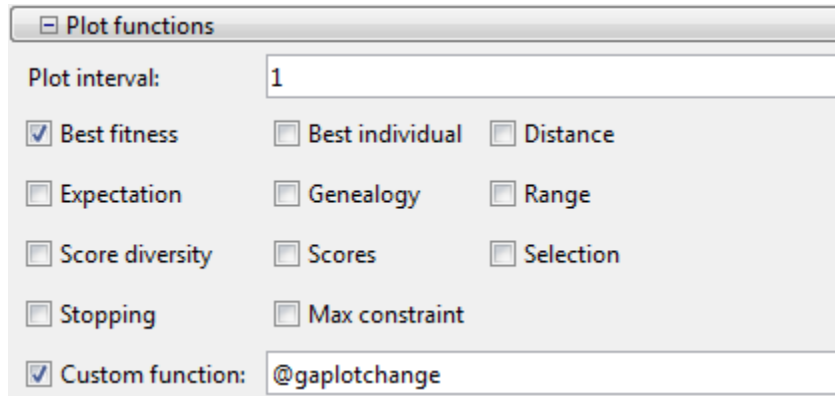 Plot functions
Plot interval: 1
Best fitness Best individual Distance
Expectation Genealogy Range
Score diversity Scores Selection
Stopping Max constraint
Custom function: @gaplotchange